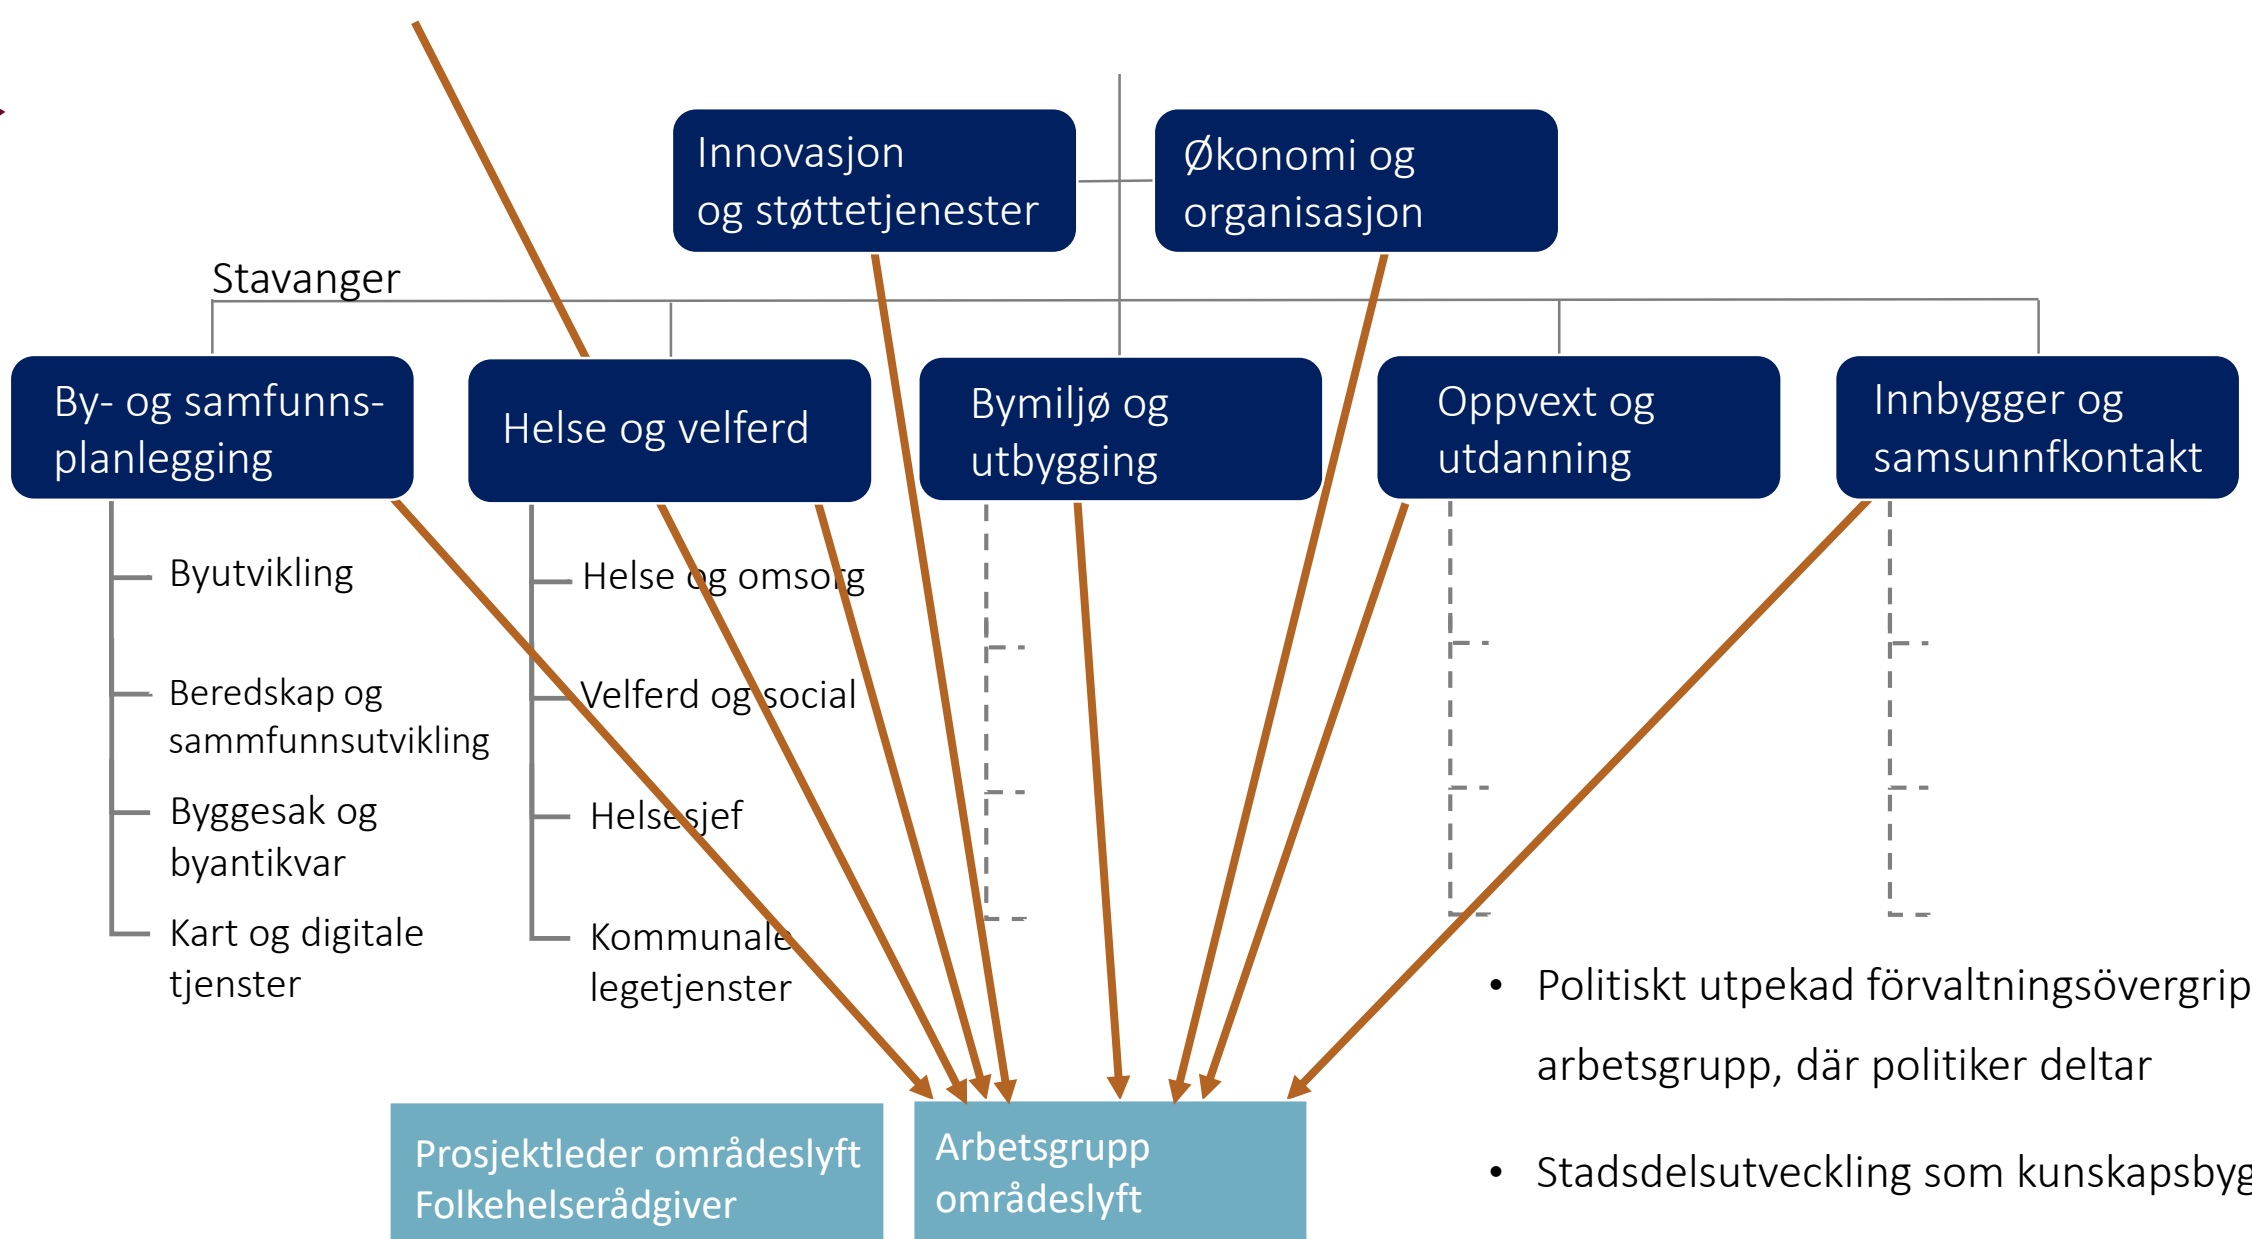 Innovasjon
og støttetjenester
Økonomi og
organisasjon
Stavanger
By- og samfunns-
planlegging
Helse og velferd
Bymiljø og
utbygging
Oppvext og
utdanning
Innbygger og
samsunnfkontakt
Byutvikling
Beredskap og
sammfunnsutvikling
Byggesak og
byantikvar
Kart og digitale
tjenster
Helse og omsorg
Velferd og social
Helsesjef
Kommunale
legetjenster
• Politiskt utpekad förvaltningsövergrip
arbetsgrupp, där politiker deltar
• Stadsdelsutveckling som kunskapsbyg
Prosjektleder områdeslyft
Folkehelserådgiver
Arbetsgrupp
områdeslyft